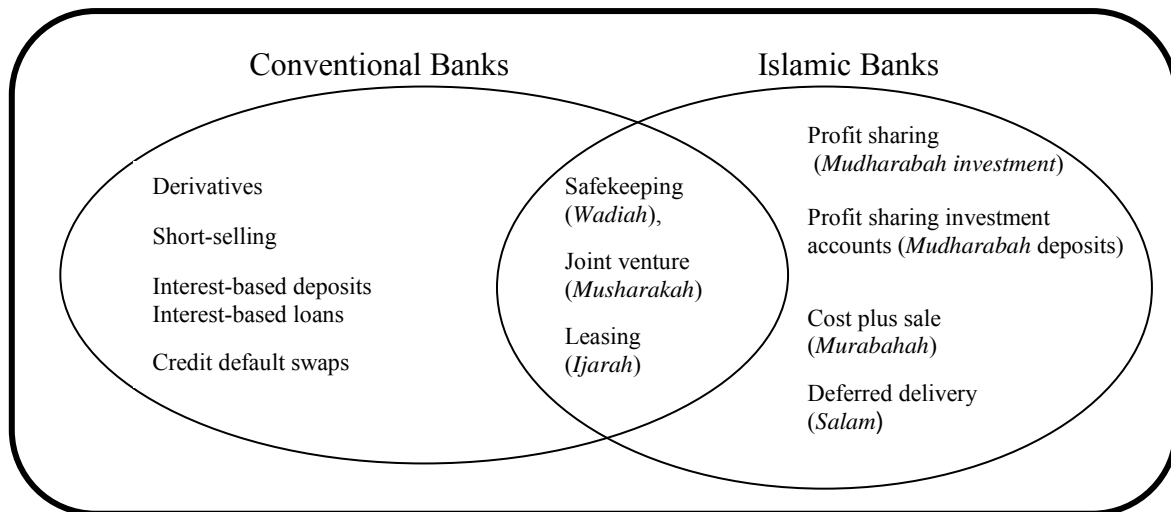 Conventional Banks
Islamic Banks
Derivatives
Short-selling
Interest-based deposits
Interest-based loans
Credit default swaps
Safekeeping
(Wadiah),
Joint venture
(Musharakah)
Leasing
(Ijarah)
Profit sharing
(Mudharabah investment)
Profit sharing investment
accounts (Mudharabah deposits)
Cost plus sale
(Murabahah)
Deferred delivery
(Salam)